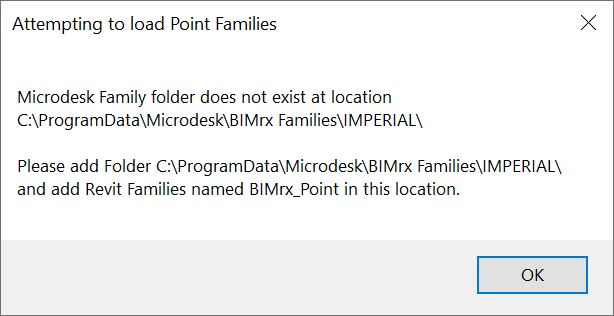 Attempting to load Point Families
Microdesk Family folder does not exist at location
C:\ProgramData\Microdesk\BIMrx Families\IMPERIAL\
Please add Folder C:\ProgramData\Microdesk\BIMrx Families\IMPERIAL\
and add Revit Families named BIMrx_Point in this location.
OK